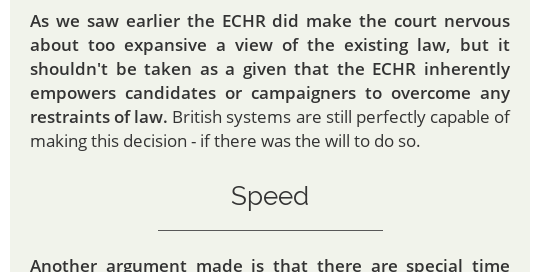 As we saw earlier the ECHR did make the court nervous
about too expansive a view of the existing law, but it
shouldn't be taken as a given that the ECHR inherently
empowers candidates or campaigners to overcome any
restraints of law. British systems are still perfectly capable of
making this decision - if there was the will to do so.
Speed
Another argument made is that there are special time